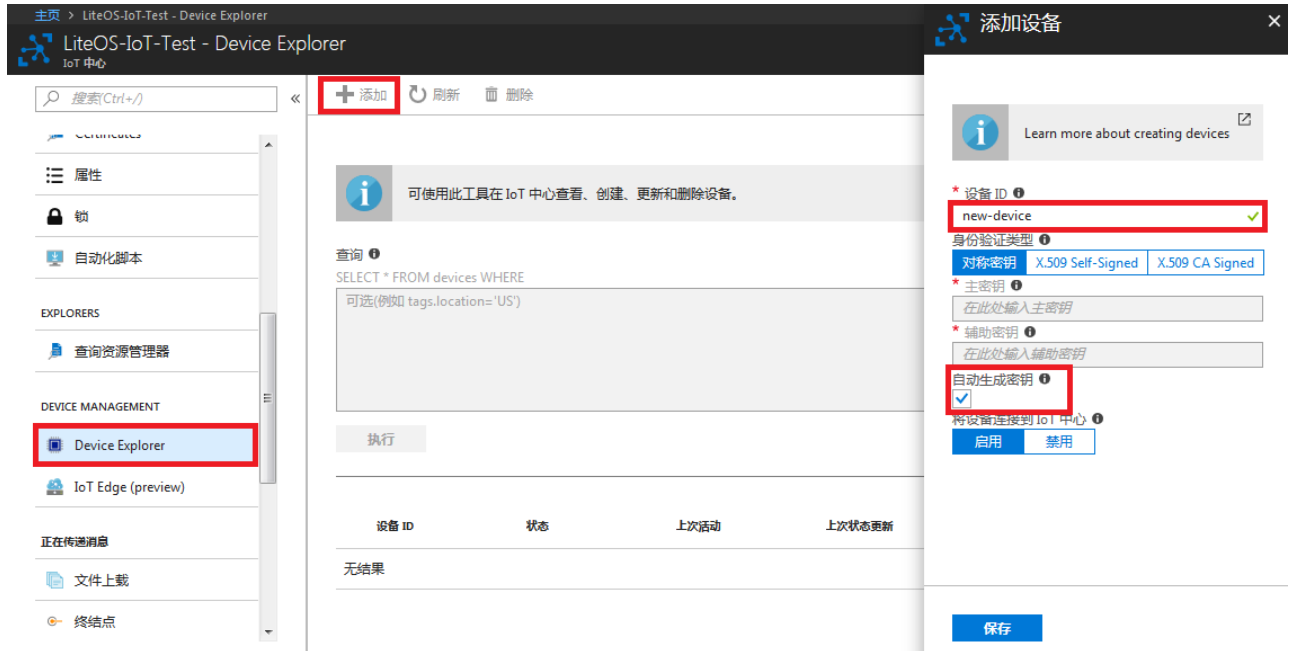 主页 > LiteOS-IoT-Test - Device Explorer
LiteOS-IoT-Test - Device Explorer
IoT 中心
搜索(Ctrl+/)
«
Certificates
属性
锁
自动化脚本
EXPLORERS
查询资源管理器
DEVICE MANAGEMENT
Device Explorer
IoT Edge (preview)
正在传递消息
文件上载
终结点
添加 刷新 删除
可使用此工具在 IoT 中心查看、创建、更新和删除设备。
查询
SELECT * FROM devices WHERE
可选(例如 tags.location='US')
执行
设备 ID 状态 上次活动 上次状态更新
无结果
添加设备
Learn more about creating devices
* 设备 ID
new-device
身份验证类型
对称密钥 X.509 Self-Signed X.509 CA Signed
* 主密钥
在此处输入主密钥
* 辅助密钥
在此处输入辅助密钥
自动生成密钥
将设备连接到 IoT 中心
启用 禁用
保存